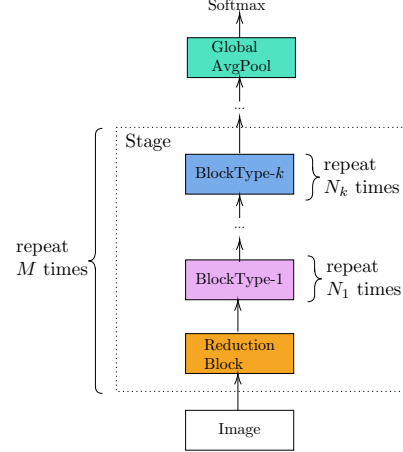 Softmax
Global
AvgPool
...
Stage
BlockType-k
repeat
N_k times
...
repeat
M times
BlockType-1
repeat
N_1 times
Reduction
Block
Image